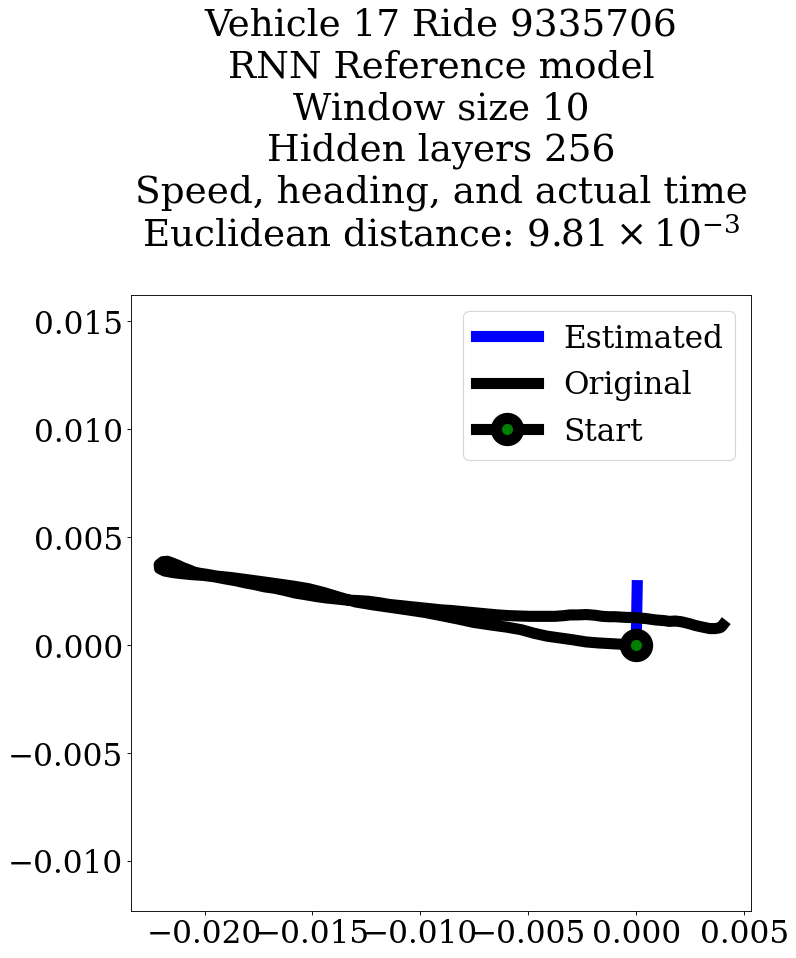 Vehicle 17 Ride 9335706
RNN Reference model
Window size 10
Hidden layers 256
Speed, heading, and actual time
Euclidean distance: 9.81 × 10⁻³
Estimated
Original
Start
0.015
0.010
0.005
0.000
−0.005
−0.010
−0.020 −0.015 −0.010 −0.005 0.000 0.005